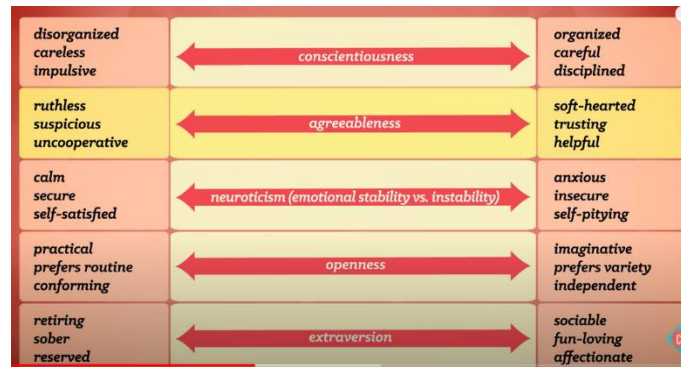 disorganized
careless
impulsive
conscientiousness
organized
careful
disciplined
ruthless
suspicious
uncooperative
agreeableness
soft-hearted
trusting
helpful
calm
secure
self-satisfied
neuroticism (emotional stability vs. instability)
anxious
insecure
self-pitying
practical
prefers routine
conforming
openness
imaginative
prefers variety
independent
retiring
sober
reserved
extraversion
sociable
fun-loving
affectionate